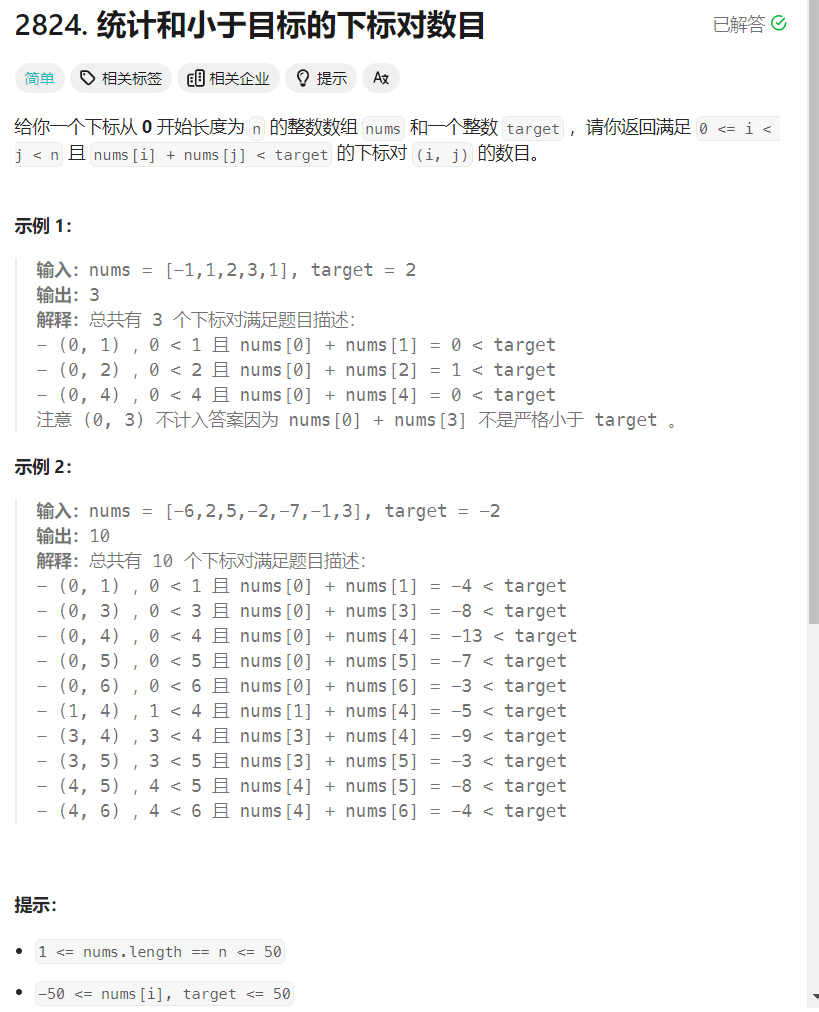 2824. 统计和小于目标的下标对数目
已解答
简单 相关标签 相关企业 提示 Aあ
给你一个下标从 0 开始长度为 n 的整数数组 nums 和一个整数 target ，请你返回满足 0 <= i <
j < n 且 nums[i] + nums[j] < target 的下标对 (i, j) 的数目。
示例 1：
输入：nums = [-1,1,2,3,1], target = 2
输出：3
解释：总共有 3 个下标对满足题目描述：
- (0, 1) ，0 < 1 且 nums[0] + nums[1] = 0 < target
- (0, 2) ，0 < 2 且 nums[0] + nums[2] = 1 < target
- (0, 4) ，0 < 4 且 nums[0] + nums[4] = 0 < target
注意 (0, 3) 不计入答案因为 nums[0] + nums[3] 不是严格小于 target 。
示例 2：
输入：nums = [-6,2,5,-2,-7,-1,3], target = -2
输出：10
解释：总共有 10 个下标对满足题目描述：
- (0, 1) ，0 < 1 且 nums[0] + nums[1] = -4 < target
- (0, 3) ，0 < 3 且 nums[0] + nums[3] = -8 < target
- (0, 4) ，0 < 4 且 nums[0] + nums[4] = -13 < target
- (0, 5) ，0 < 5 且 nums[0] + nums[5] = -7 < target
- (0, 6) ，0 < 6 且 nums[0] + nums[6] = -3 < target
- (1, 4) ，1 < 4 且 nums[1] + nums[4] = -5 < target
- (3, 4) ，3 < 4 且 nums[3] + nums[4] = -9 < target
- (3, 5) ，3 < 5 且 nums[3] + nums[5] = -3 < target
- (4, 5) ，4 < 5 且 nums[4] + nums[5] = -8 < target
- (4, 6) ，4 < 6 且 nums[4] + nums[6] = -4 < target
提示：
• 1 <= nums.length == n <= 50
• -50 <= nums[i], target <= 50